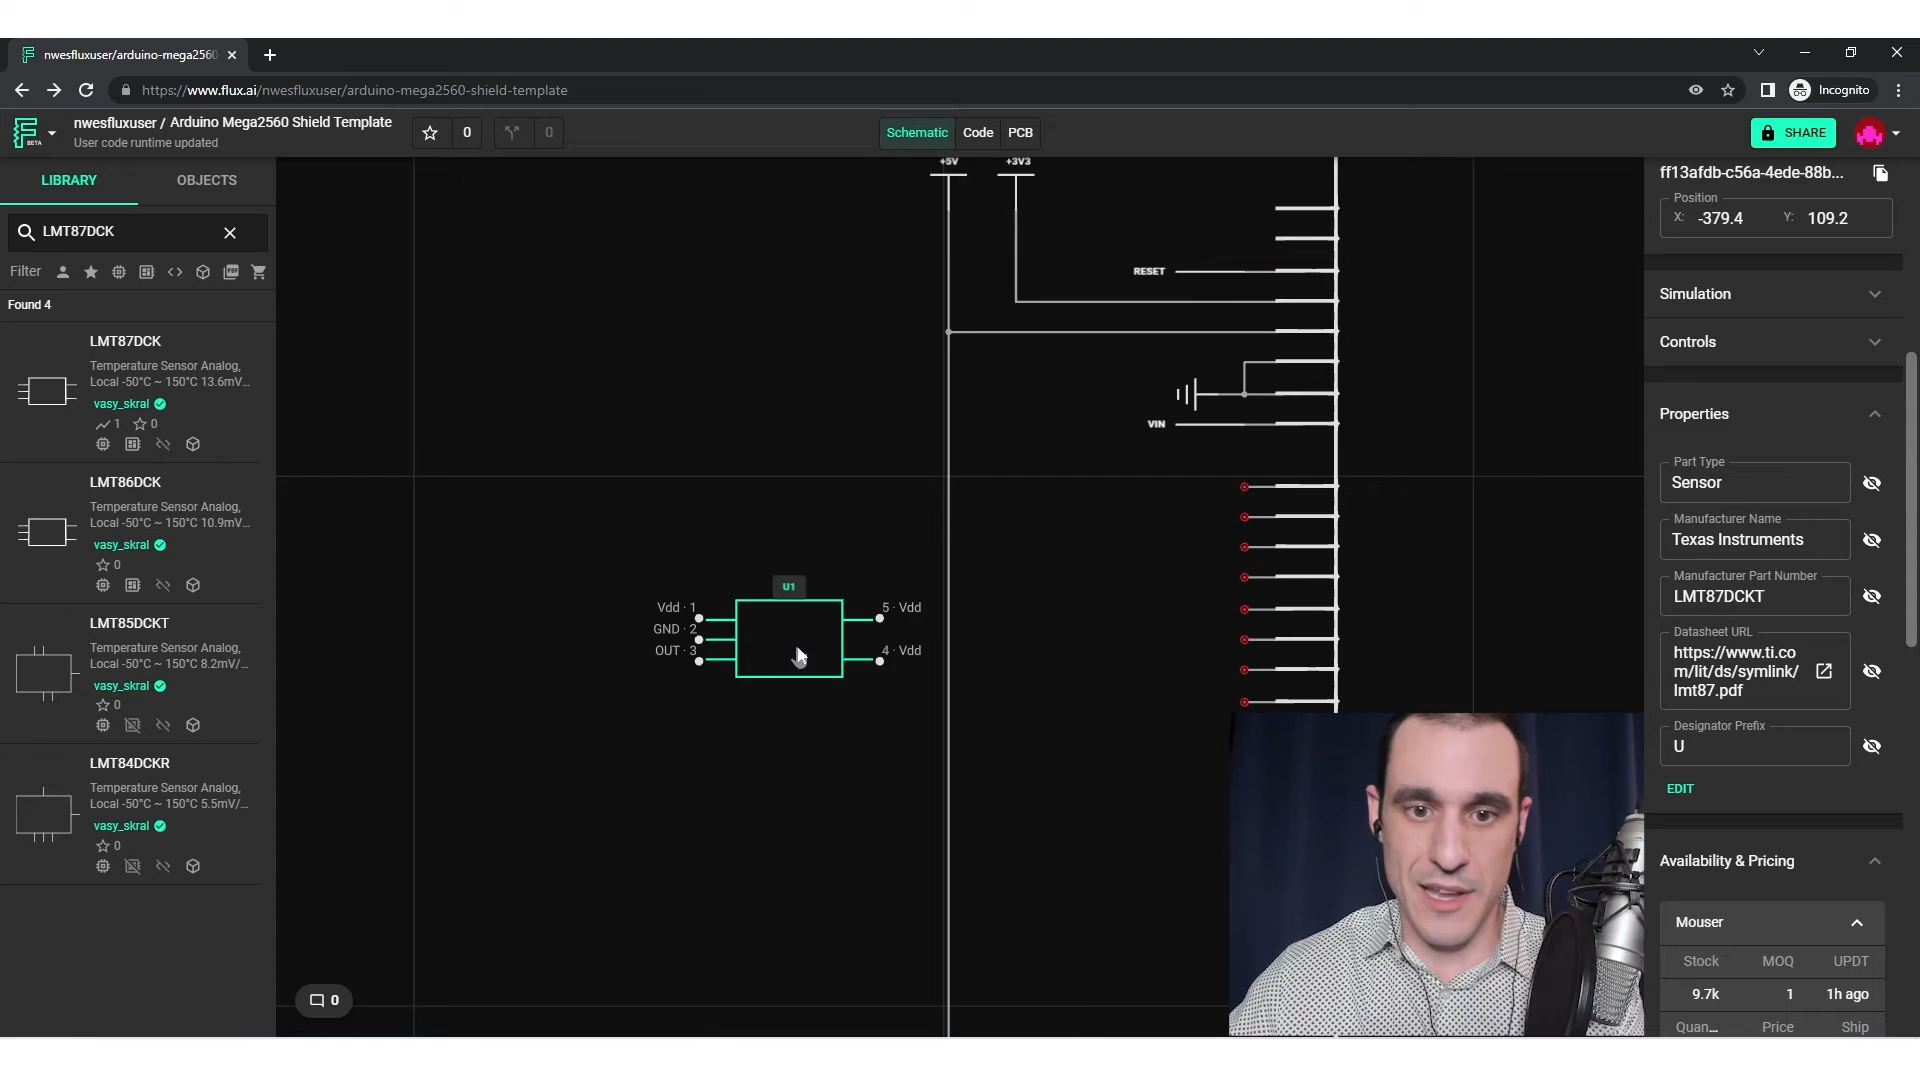 nwesfluxuser/arduino-mega2560
https://www.flux.ai/nwesfluxuser/arduino-mega2560-shield-template
Incognito
BETA
nwesfluxuser / Arduino Mega2560 Shield Template
User code runtime updated
0
0
Schematic
Code
PCB
SHARE
LIBRARY
OBJECTS
LMT87DCK
Filter
Found 4
LMT87DCK
Temperature Sensor Analog,
Local -50°C ~ 150°C 13.6mV...
vasy_skral
1
0
LMT86DCK
Temperature Sensor Analog,
Local -50°C ~ 150°C 10.9mV...
vasy_skral
0
LMT85DCKT
Temperature Sensor Analog,
Local -50°C ~ 150°C 8.2mV/...
vasy_skral
0
LMT84DCKR
Temperature Sensor Analog,
Local -50°C ~ 150°C 5.5mV/...
vasy_skral
0
+5V
+3V3
RESET
VIN
U1
Vdd · 1
GND · 2
OUT · 3
5 · Vdd
4 · Vdd
0
ff13afdb-c56a-4ede-88b...
Position
X: -379.4
Y: 109.2
Simulation
Controls
Properties
Part Type
Sensor
Manufacturer Name
Texas Instruments
Manufacturer Part Number
LMT87DCKT
Datasheet URL
https://www.ti.co
m/lit/ds/symlink/
lmt87.pdf
Designator Prefix
U
EDIT
Availability & Pricing
Mouser
Stock MOQ UPDT
9.7k 1 1h ago
Quan... Price Ship